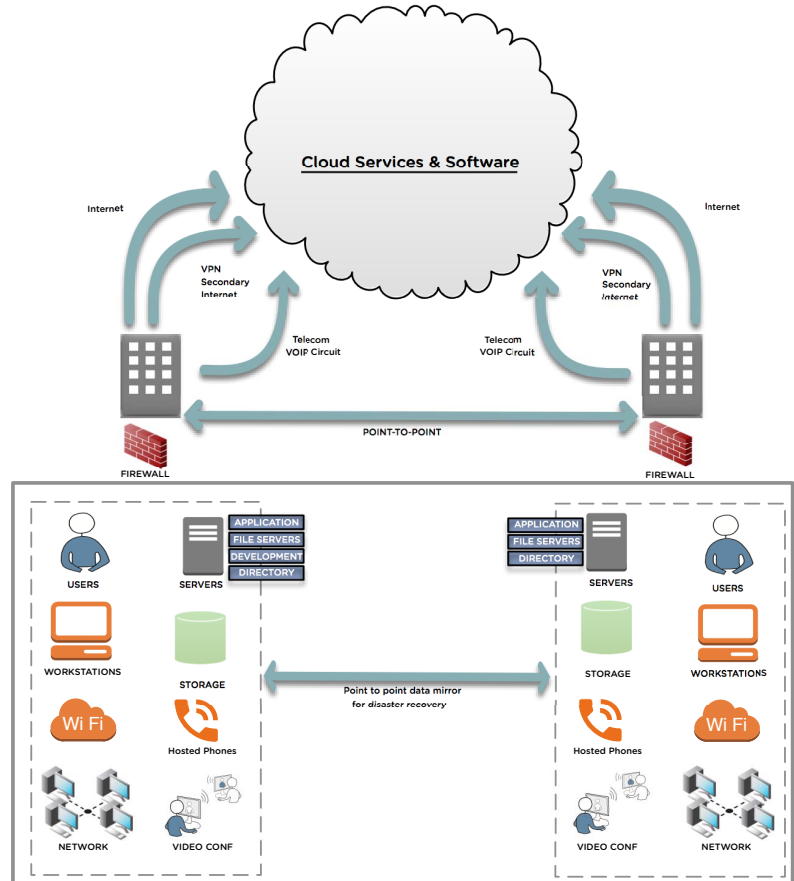 Cloud Services & Software
Internet
Internet
VPN
Secondary
Internet
VPN
Secondary
Internet
Telecom
VOIP Circuit
Telecom
VOIP Circuit
POINT-TO-POINT
FIREWALL
FIREWALL
USERS
SERVERS
APPLICATION
FILE SERVERS
DEVELOPMENT
DIRECTORY
APPLICATION
FILE SERVERS
DIRECTORY
SERVERS
USERS
WORKSTATIONS
STORAGE
Point to point data mirror
for disaster recovery
STORAGE
WORKSTATIONS
Wi Fi
Hosted Phones
Hosted Phones
Wi Fi
NETWORK
VIDEO CONF
VIDEO CONF
NETWORK